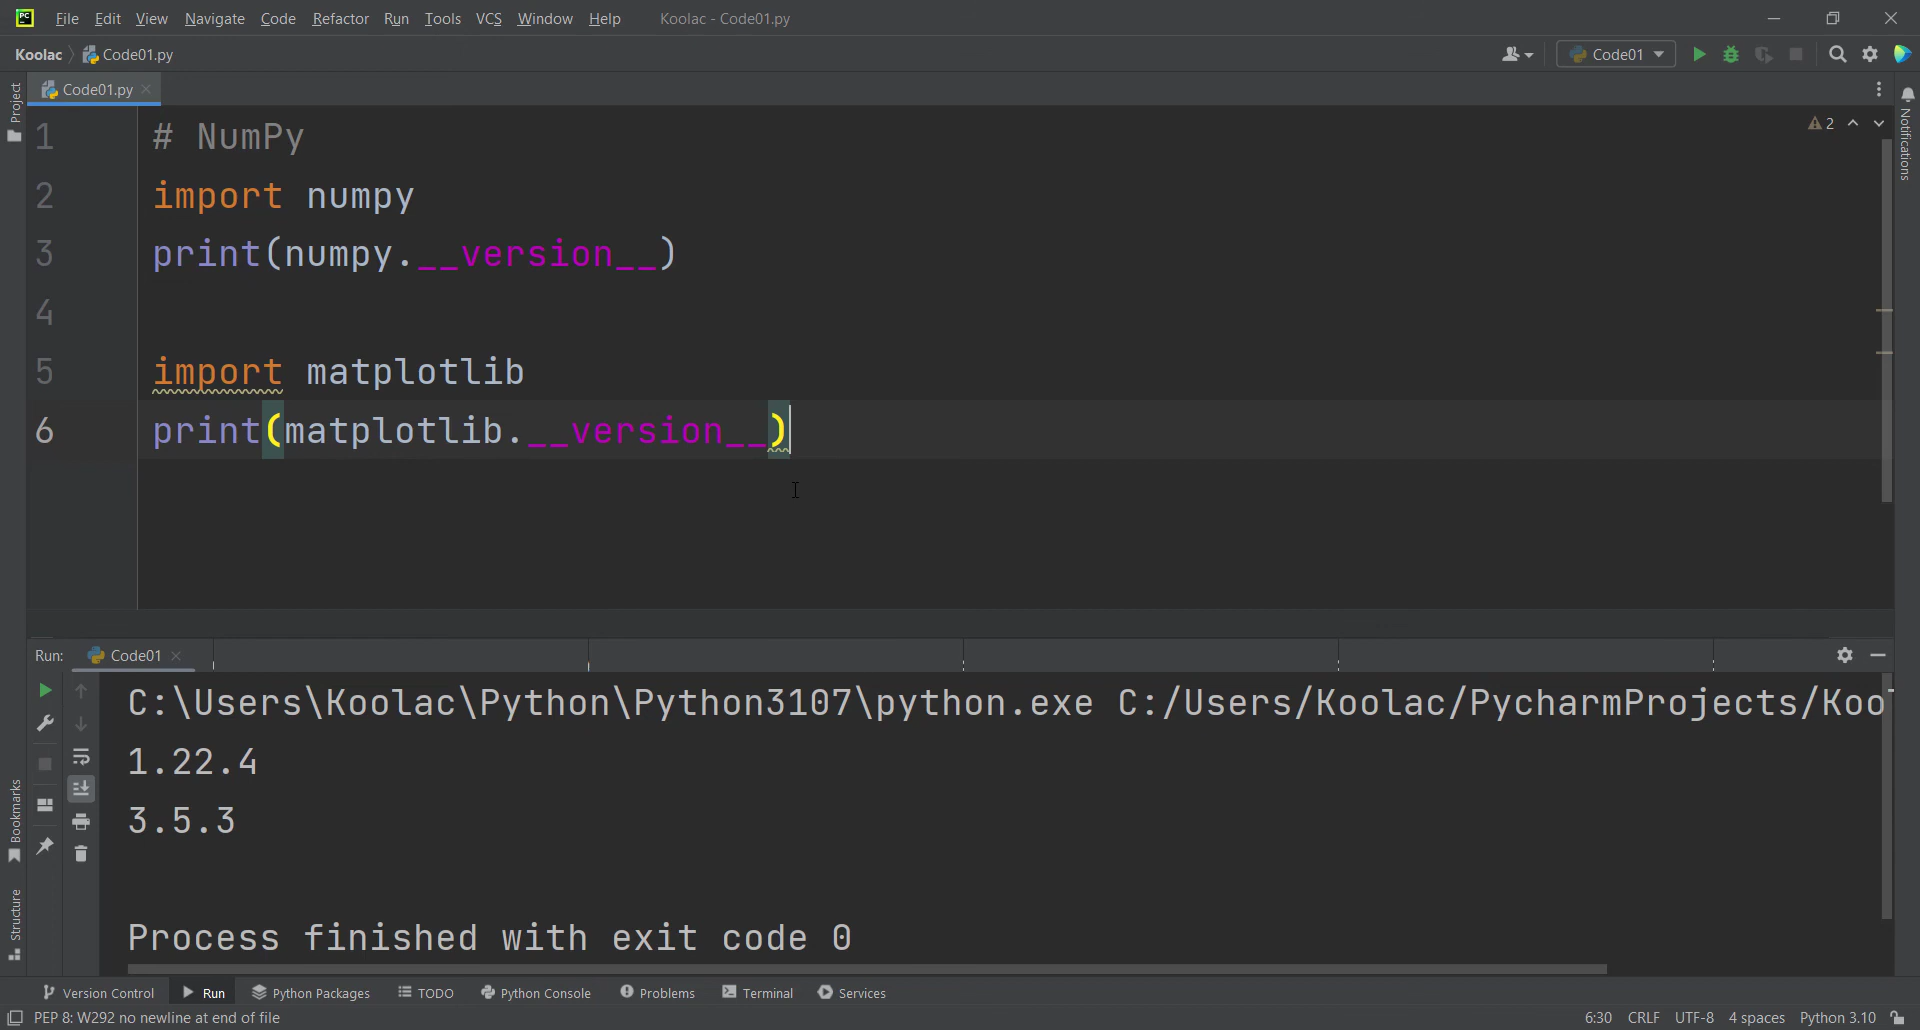 PC File Edit View Navigate Code Refactor Run Tools VCS Window Help Koolac - Code01.py
Koolac Code01.py Code01
Project
Code01.py
Notifications
2
1 # NumPy
2 import numpy
3 print(numpy.__version__)
4
5 import matplotlib
6 print(matplotlib.__version__)
Run: Code01
C:\Users\Koolac\Python\Python3107\python.exe C:/Users/Koolac/PycharmProjects/Koo
1.22.4
3.5.3
Process finished with exit code 0
Bookmarks
Structure
Version Control Run Python Packages TODO Python Console Problems Terminal Services
PEP 8: W292 no newline at end of file 6:30 CRLF UTF-8 4 spaces Python 3.10